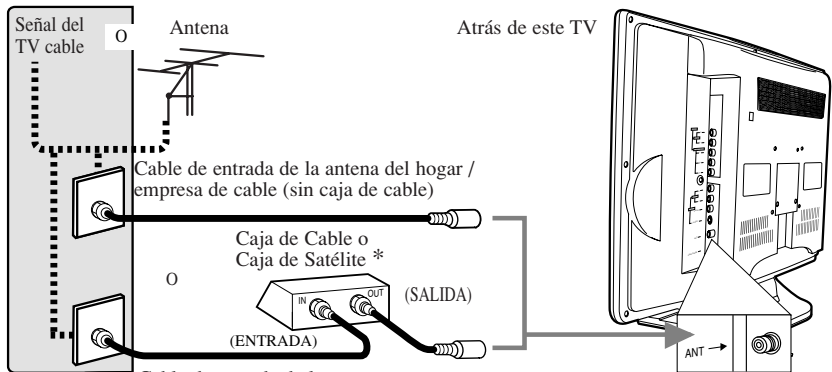 Señal del
TV cable
O
Antena
Atrás de este TV
Cable de entrada de la antena del hogar /
empresa de cable (sin caja de cable)
Caja de Cable o
Caja de Satélite *
O
IN
OUT
(SALIDA)
(ENTRADA)
ANT →